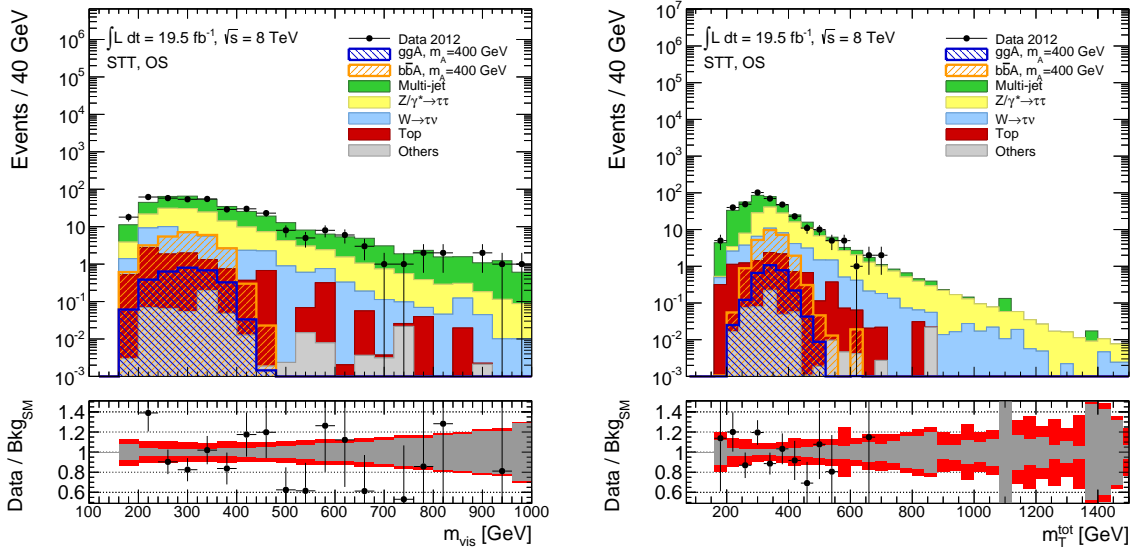 Events / 40 GeV
10⁶
10⁵
10⁴
10³
10²
10
1
10⁻¹
10⁻²
10⁻³
∫L dt = 19.5 fb⁻¹, √s = 8 TeV
STT, OS
Data 2012
ggA, m_A=400 GeV
bb̄A, m_A=400 GeV
Multi-jet
Z/γ*→ττ
W→τν
Top
Others
Data / Bkg_SM
1.4
1.2
1
0.8
0.6
100 200 300 400 500 600 700 800 900 1000
m_vis [GeV]
Events / 40 GeV
10⁷
10⁶
10⁵
10⁴
10³
10²
10
1
10⁻¹
10⁻²
10⁻³
∫L dt = 19.5 fb⁻¹, √s = 8 TeV
STT, OS
Data 2012
ggA, m_A=400 GeV
bb̄A, m_A=400 GeV
Multi-jet
Z/γ*→ττ
W→τν
Top
Others
Data / Bkg_SM
1.4
1.2
1
0.8
0.6
200 400 600 800 1000 1200 1400
m_T^tot [GeV]